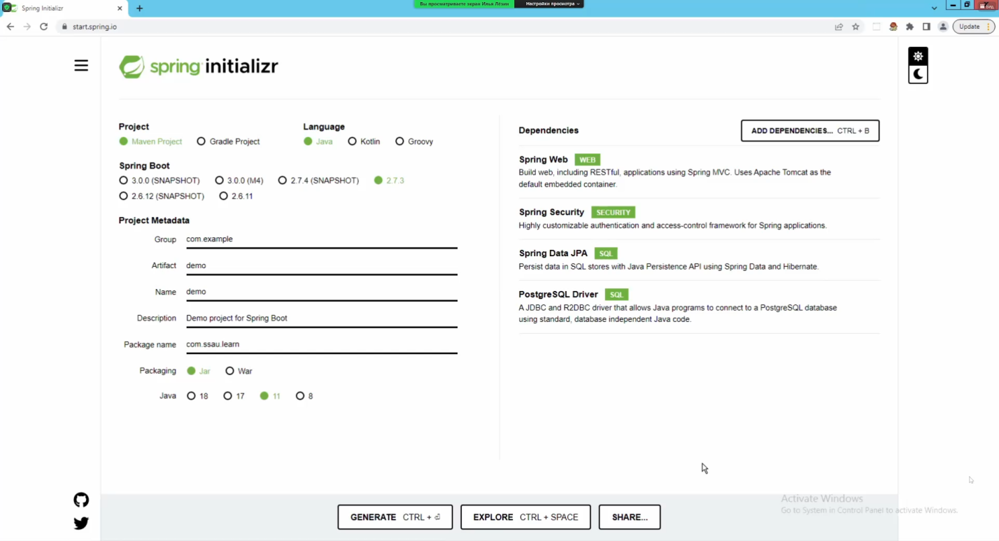 Spring Initializr
Вы просматриваете экран Илья Лёзин
Настройки просмотра
Вид
start.spring.io
Update
spring initializr
Project
Maven Project
Gradle Project
Language
Java
Kotlin
Groovy
Spring Boot
3.0.0 (SNAPSHOT)
3.0.0 (M4)
2.7.4 (SNAPSHOT)
2.7.3
2.6.12 (SNAPSHOT)
2.6.11
Project Metadata
Group com.example
Artifact demo
Name demo
Description Demo project for Spring Boot
Package name com.ssau.learn
Packaging Jar War
Java 18 17 11 8
Dependencies
ADD DEPENDENCIES... CTRL + B
Spring Web WEB
Build web, including RESTful, applications using Spring MVC. Uses Apache Tomcat as the
default embedded container.
Spring Security SECURITY
Highly customizable authentication and access-control framework for Spring applications.
Spring Data JPA SQL
Persist data in SQL stores with Java Persistence API using Spring Data and Hibernate.
PostgreSQL Driver SQL
A JDBC and R2DBC driver that allows Java programs to connect to a PostgreSQL database
using standard, database independent Java code.
GENERATE CTRL + ⏎
EXPLORE CTRL + SPACE
SHARE...
Activate Windows
Go to System in Control Panel to activate Windows.